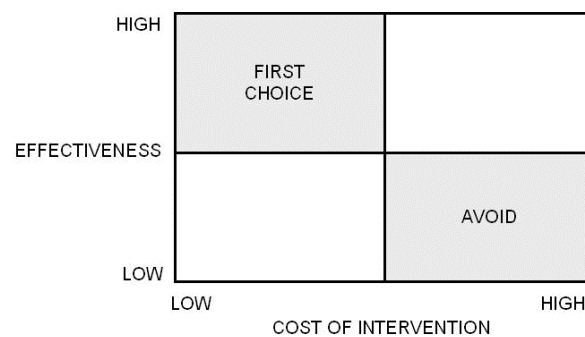 HIGH
FIRST
CHOICE
EFFECTIVENESS
AVOID
LOW
LOW
HIGH
COST OF INTERVENTION